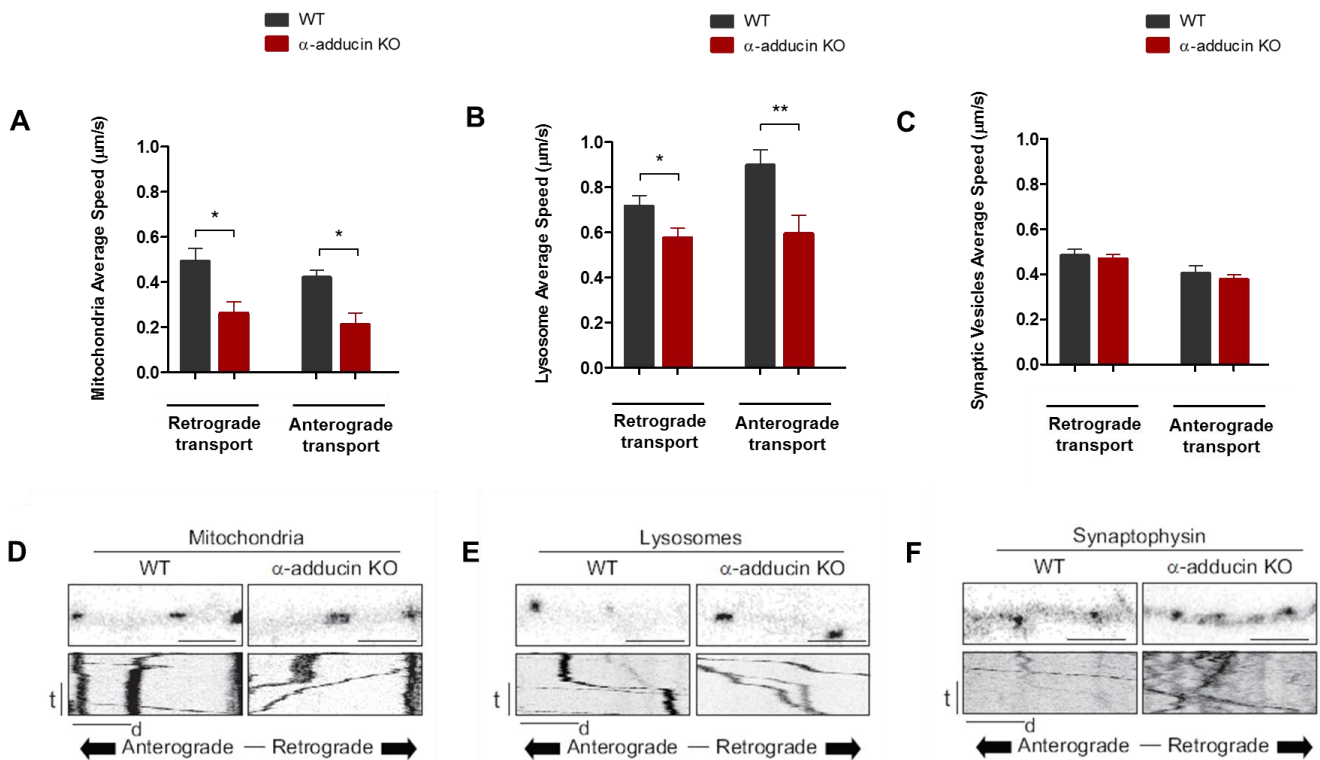 WT
α-adducin KO
WT
α-adducin KO
WT
α-adducin KO
A
Mitochondria Average Speed (μm/s)
1.0
0.8
0.6
0.4
0.2
0.0
*
*
Retrograde
transport
Anterograde
transport
B
Lysosome Average Speed (μm/s)
1.0
0.8
0.6
0.4
0.2
0.0
*
**
Retrograde
transport
Anterograde
transport
C
Synaptic Vesicles Average Speed (μm/s)
1.0
0.8
0.6
0.4
0.2
0.0
Retrograde
transport
Anterograde
transport
D
Mitochondria
WT
α-adducin KO
t
d
Anterograde — Retrograde
E
Lysosomes
WT
α-adducin KO
t
d
Anterograde — Retrograde
F
Synaptophysin
WT
α-adducin KO
t
d
Anterograde — Retrograde